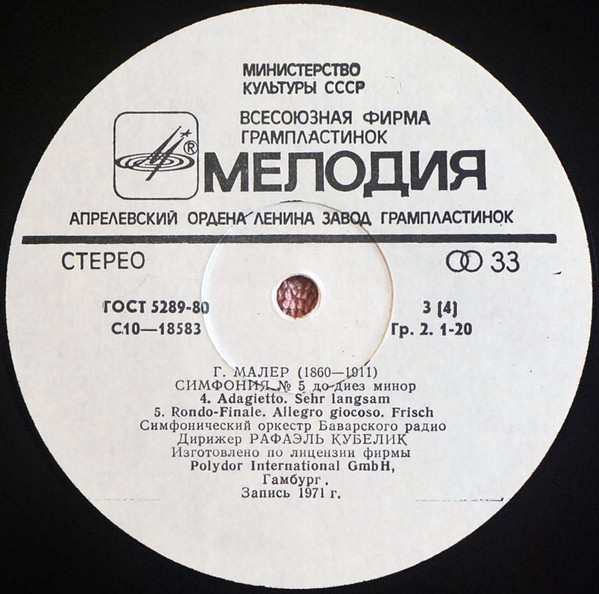 МИНИСТЕРСТВО
КУЛЬТУРЫ СССР
ВСЕСОЮЗНАЯ ФИРМА
ГРАМПЛАСТИНОК
®
МЕЛОДИЯ
АПРЕЛЕВСКИЙ ОРДЕНА ЛЕНИНА ЗАВОД ГРАМПЛАСТИНОК
СТЕРЕО
33
ГОСТ 5289-80
3 (4)
С10—18583
Гр. 2. 1-20
Г. МАЛЕР (1860—1911)
СИМФОНИЯ № 5 до-диез минор
4. Adagietto. Sehr langsam
5. Rondo-Finale. Allegro giocoso. Frisch
Симфонический оркестр Баварского радио
Дирижер РАФАЭЛЬ КУБЕЛИК
Изготовлено по лицензии фирмы
Polydor International GmbH,
Гамбург.
Запись 1971 г.